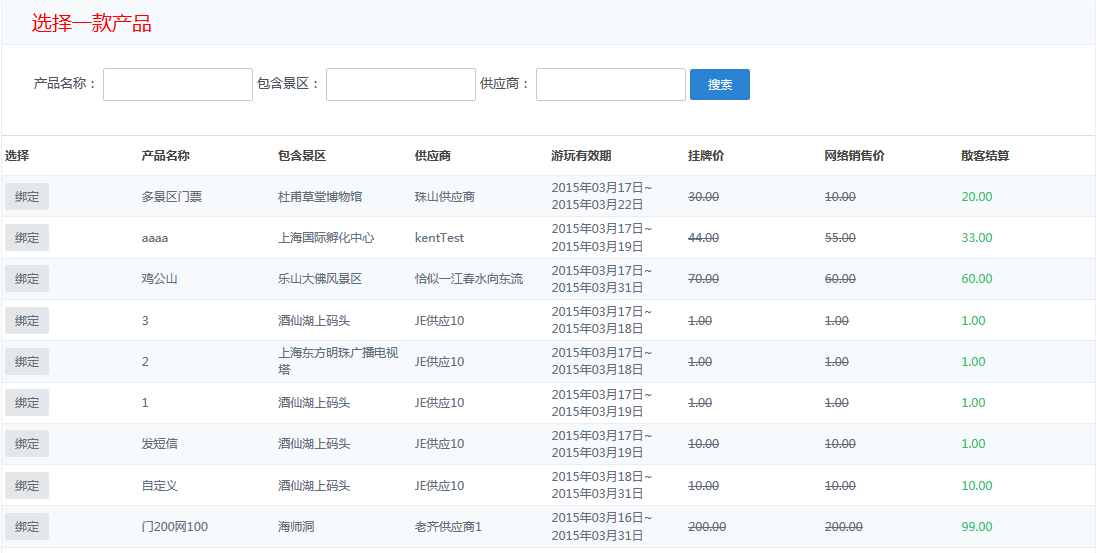 选择一款产品
产品名称： 包含景区： 供应商： 搜索
选择 产品名称 包含景区 供应商 游玩有效期 挂牌价 网络销售价 散客结算
绑定 多景区门票 杜甫草堂博物馆 珠山供应商 2015年03月17日~ 30.00 10.00 20.00
2015年03月22日
绑定 aaaa 上海国际孵化中心 kentTest 2015年03月17日~ 44.00 55.00 33.00
2015年03月19日
绑定 鸡公山 乐山大佛风景区 恰似一江春水向东流 2015年03月17日~ 70.00 60.00 60.00
2015年03月31日
绑定 3 酒仙湖上码头 JE供应10 2015年03月17日~ 1.00 1.00 1.00
2015年03月18日
绑定 2 上海东方明珠广播电视 JE供应10 2015年03月17日~ 1.00 1.00 1.00
塔 2015年03月18日
绑定 1 酒仙湖上码头 JE供应10 2015年03月17日~ 1.00 1.00 1.00
2015年03月19日
绑定 发短信 酒仙湖上码头 JE供应10 2015年03月17日~ 10.00 10.00 1.00
2015年03月19日
绑定 自定义 酒仙湖上码头 JE供应10 2015年03月18日~ 10.00 10.00 10.00
2015年03月31日
绑定 门200网100 海师洞 老齐供应商1 2015年03月16日~ 200.00 200.00 99.00
2015年03月31日